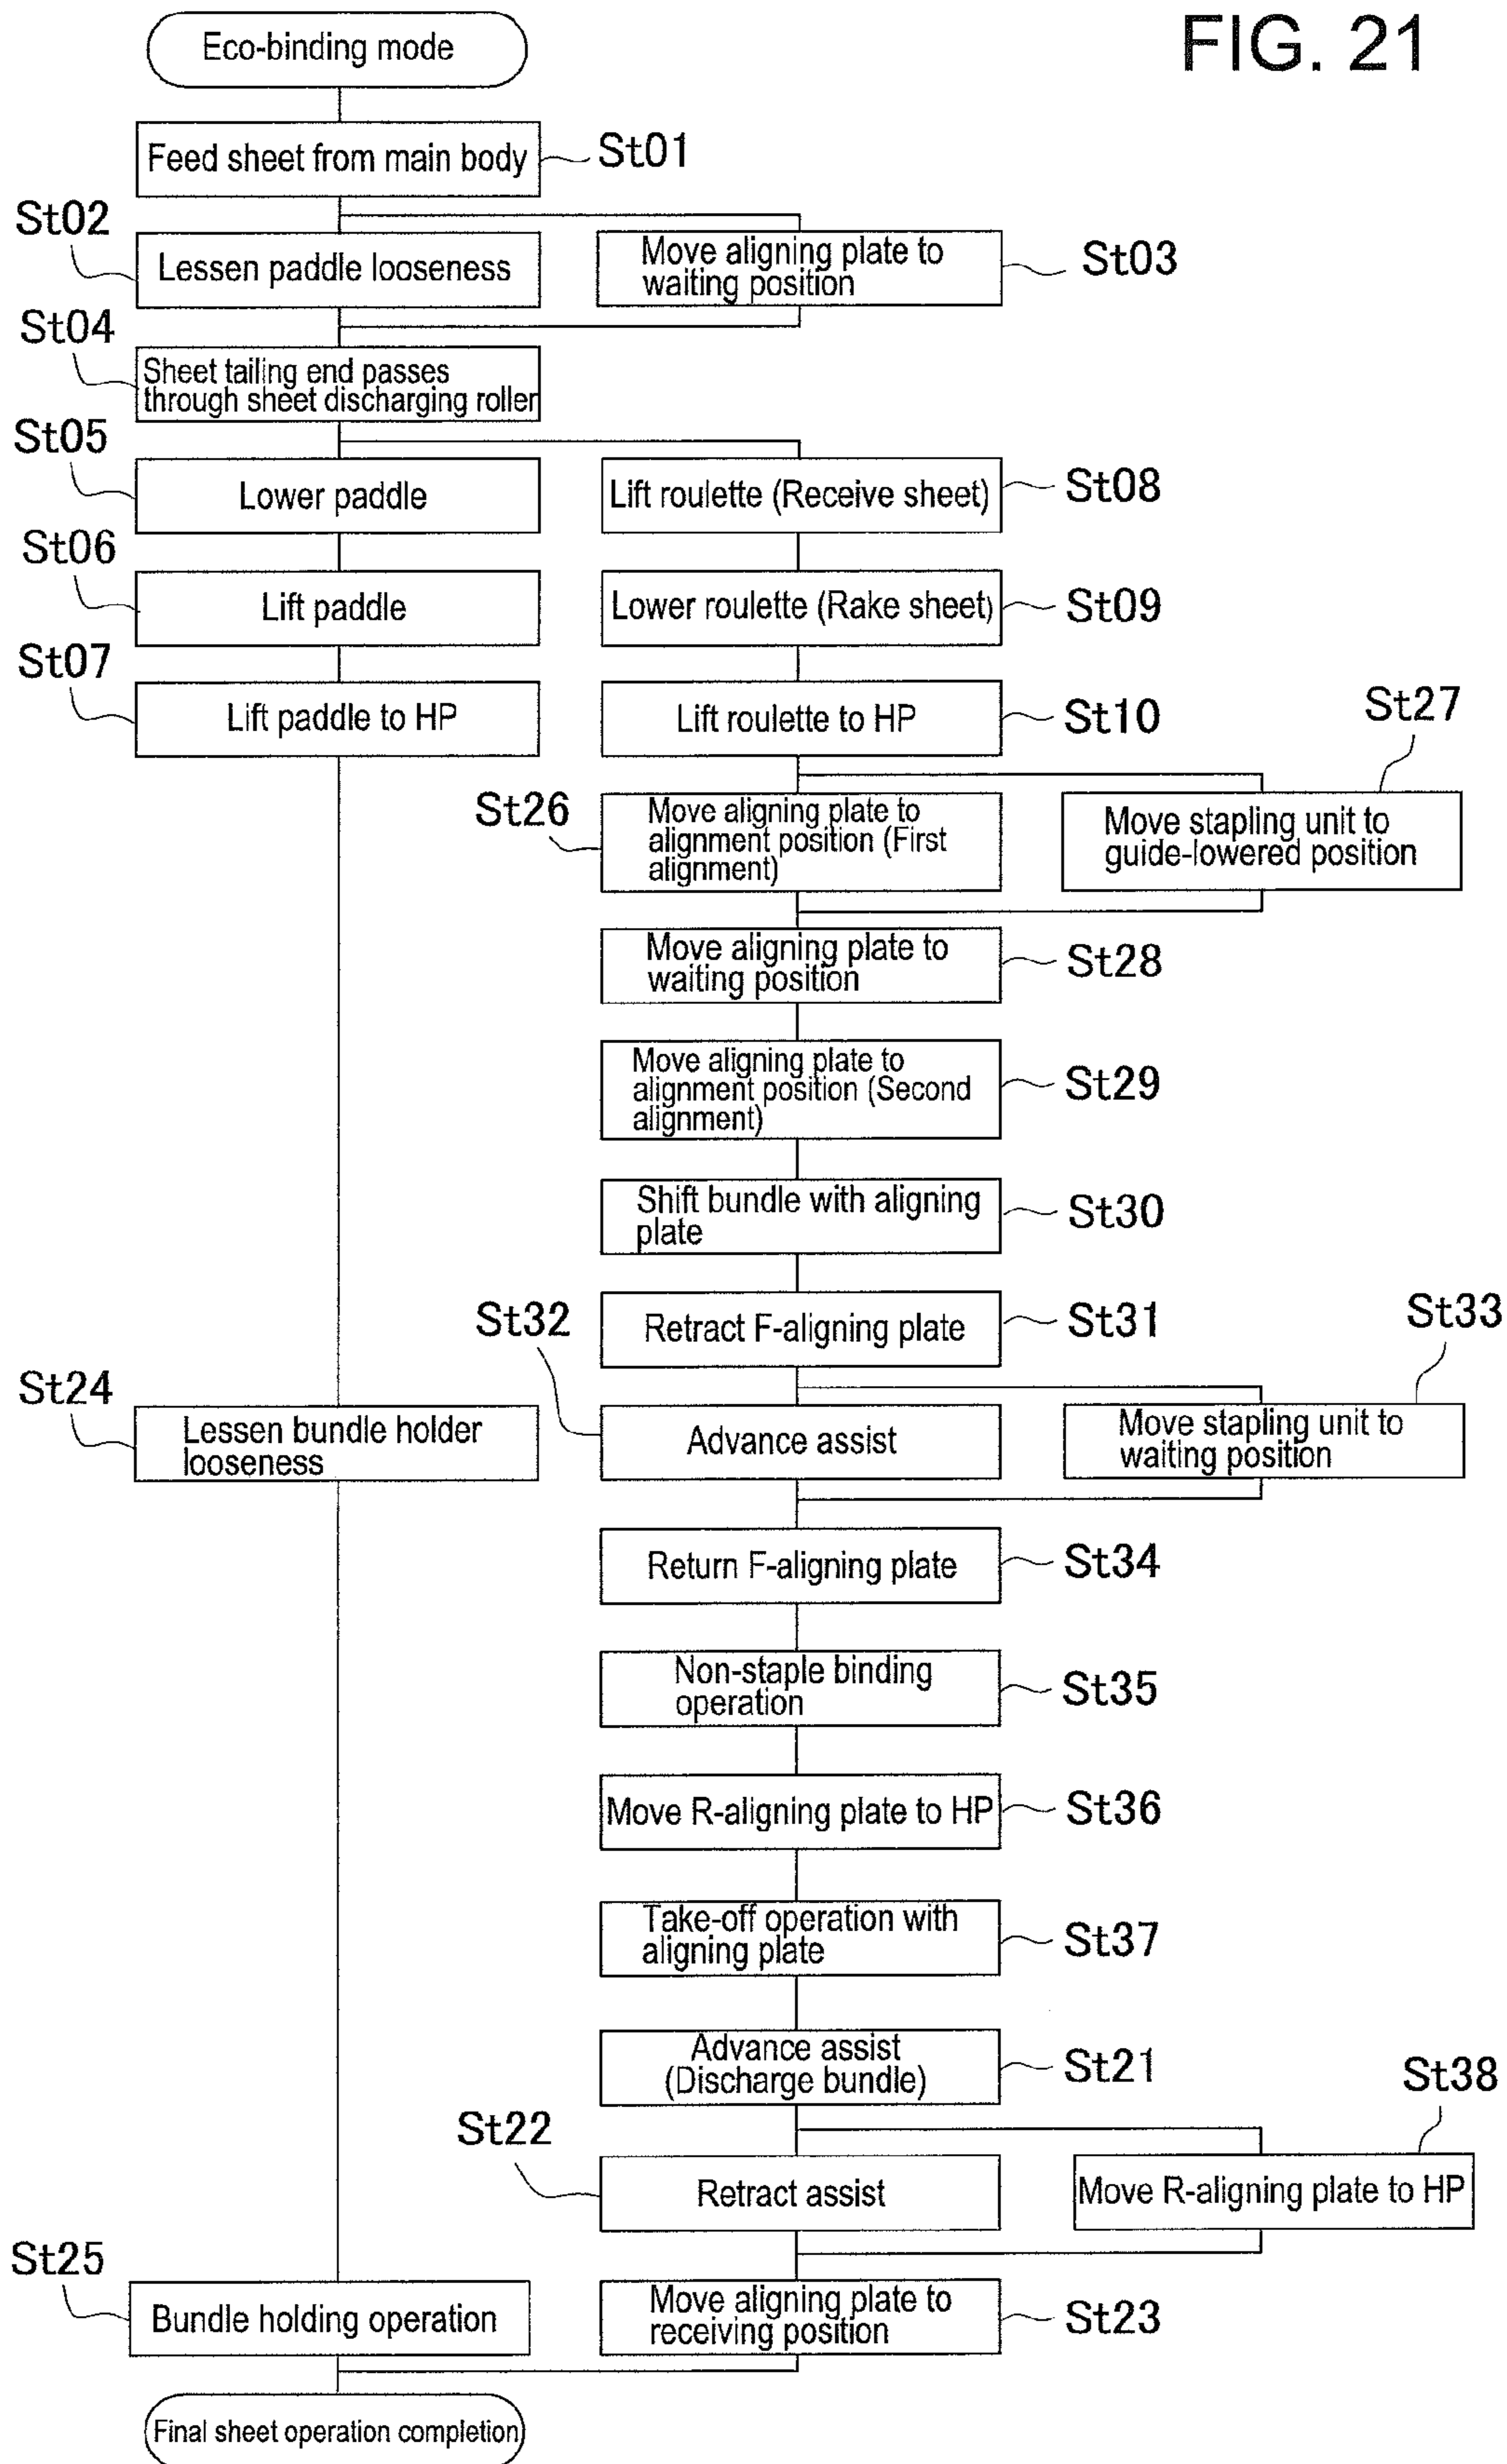 FIG. 21
Eco-binding mode
Feed sheet from main body
St01
St02
Lessen paddle looseness
Move aligning plate to
waiting position
St03
St04
Sheet tailing end passes
through sheet discharging roller
St05
Lower paddle
Lift roulette (Receive sheet)
St08
St06
Lift paddle
Lower roulette (Rake sheet)
St09
St07
Lift paddle to HP
Lift roulette to HP
St10
St27
St26
Move aligning plate to
alignment position (First
alignment)
Move stapling unit to
guide-lowered position
Move aligning plate to
waiting position
St28
Move aligning plate to
alignment position (Second
alignment)
St29
Shift bundle with aligning
plate
St30
St32
Retract F-aligning plate
St31
St33
St24
Lessen bundle holder
looseness
Advance assist
Move stapling unit to
waiting position
Return F-aligning plate
St34
Non-staple binding
operation
St35
Move R-aligning plate to HP
St36
Take-off operation with
aligning plate
St37
Advance assist
(Discharge bundle)
St21
St38
St22
Retract assist
Move R-aligning plate to HP
St25
Bundle holding operation
Move aligning plate to
receiving position
St23
Final sheet operation completion